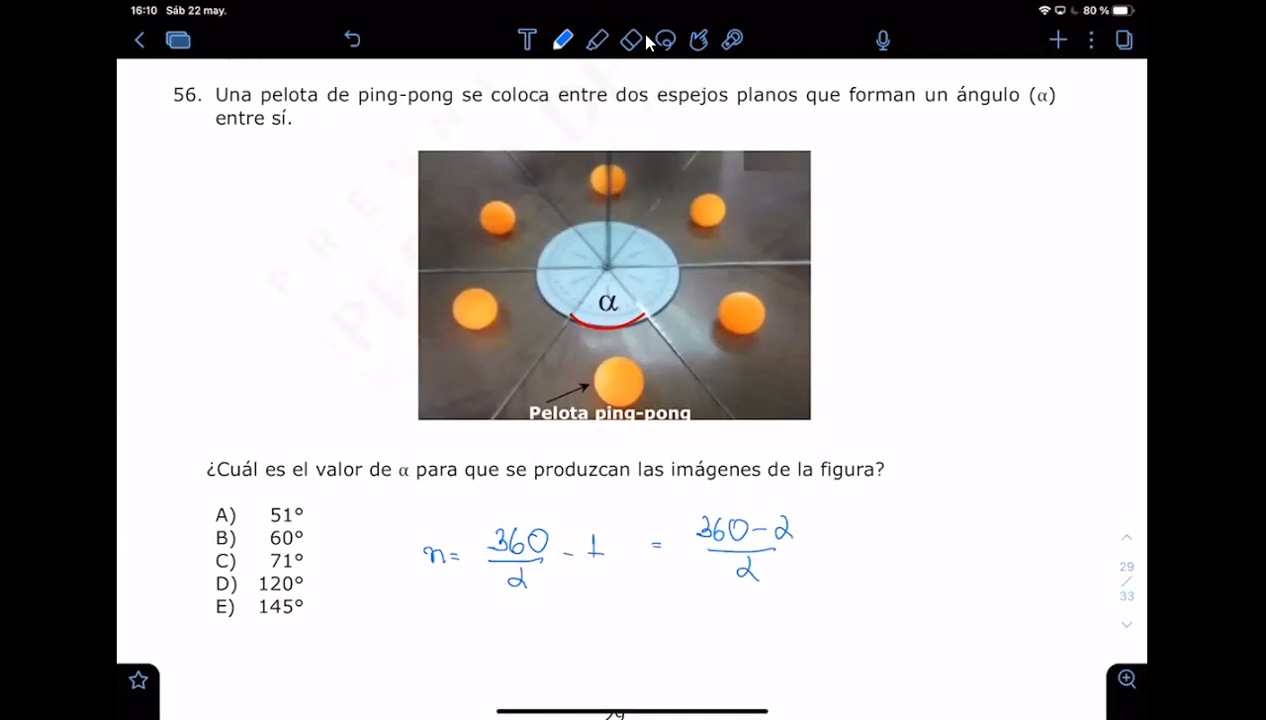 16:10 Sáb 22 may. 80 %
56. Una pelota de ping-pong se coloca entre dos espejos planos que forman un ángulo (α)
entre sí.
α
Pelota ping-pong
¿Cuál es el valor de α para que se produzcan las imágenes de la figura?
A) 51°
B) 60°
C) 71°
D) 120°
E) 145°
n = 360/α - 1 = 360-α/α
29
/
33
29